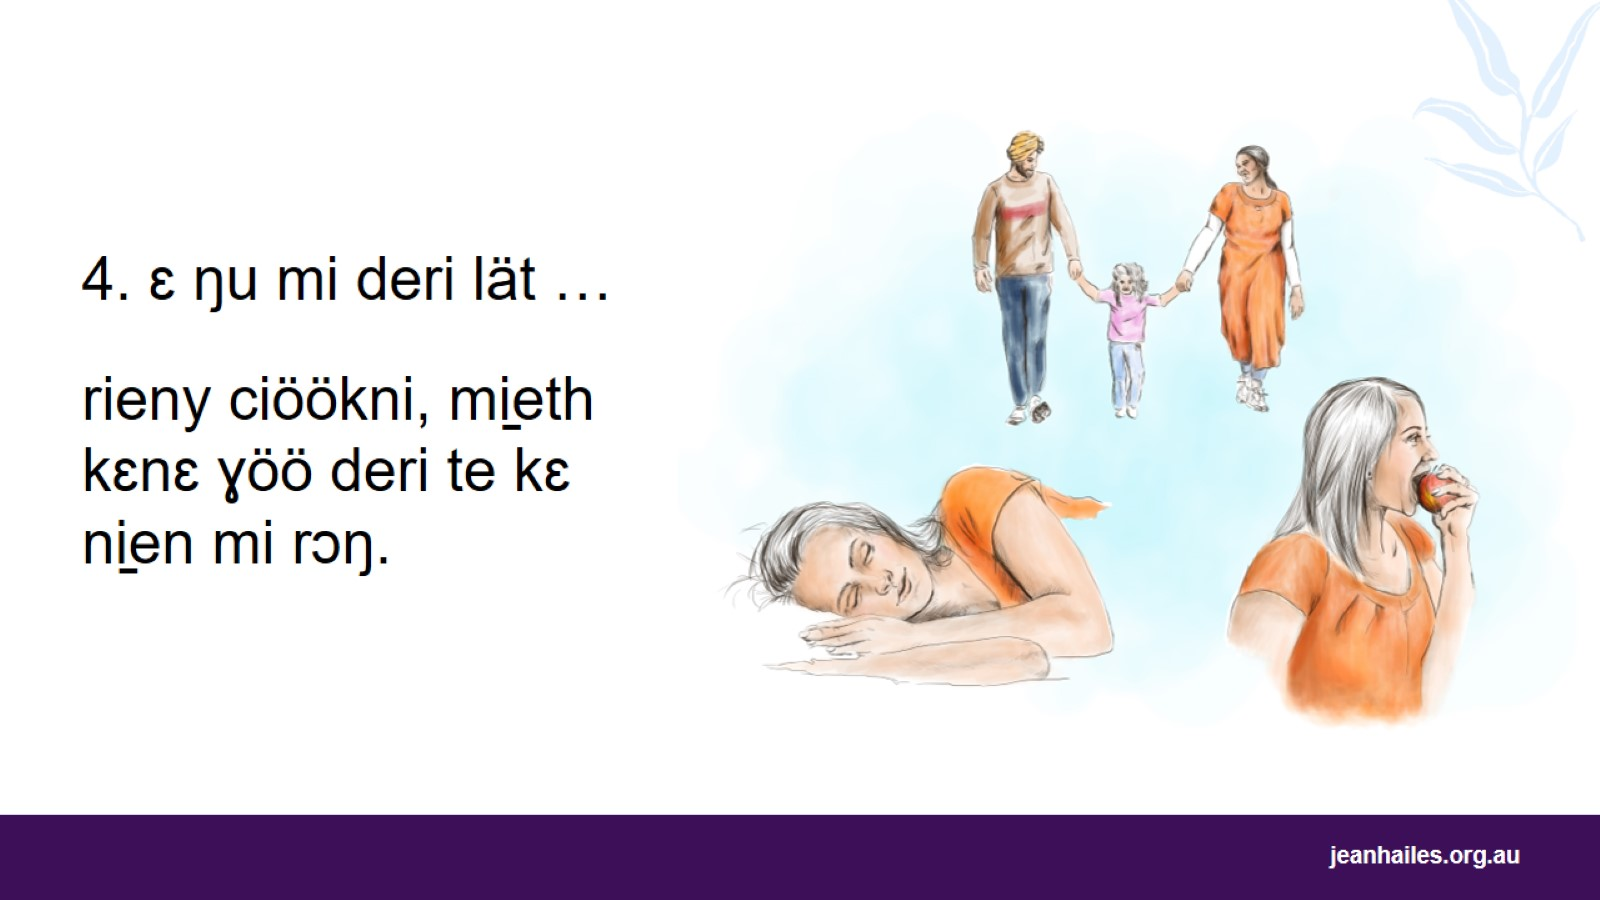 4. ɛ ŋu mi deri lät …
rieny ciöökni, mi̱eth
kɛnɛ ɣöö deri te kɛ
ni̱en mi rɔŋ.
jeanhailes.org.au